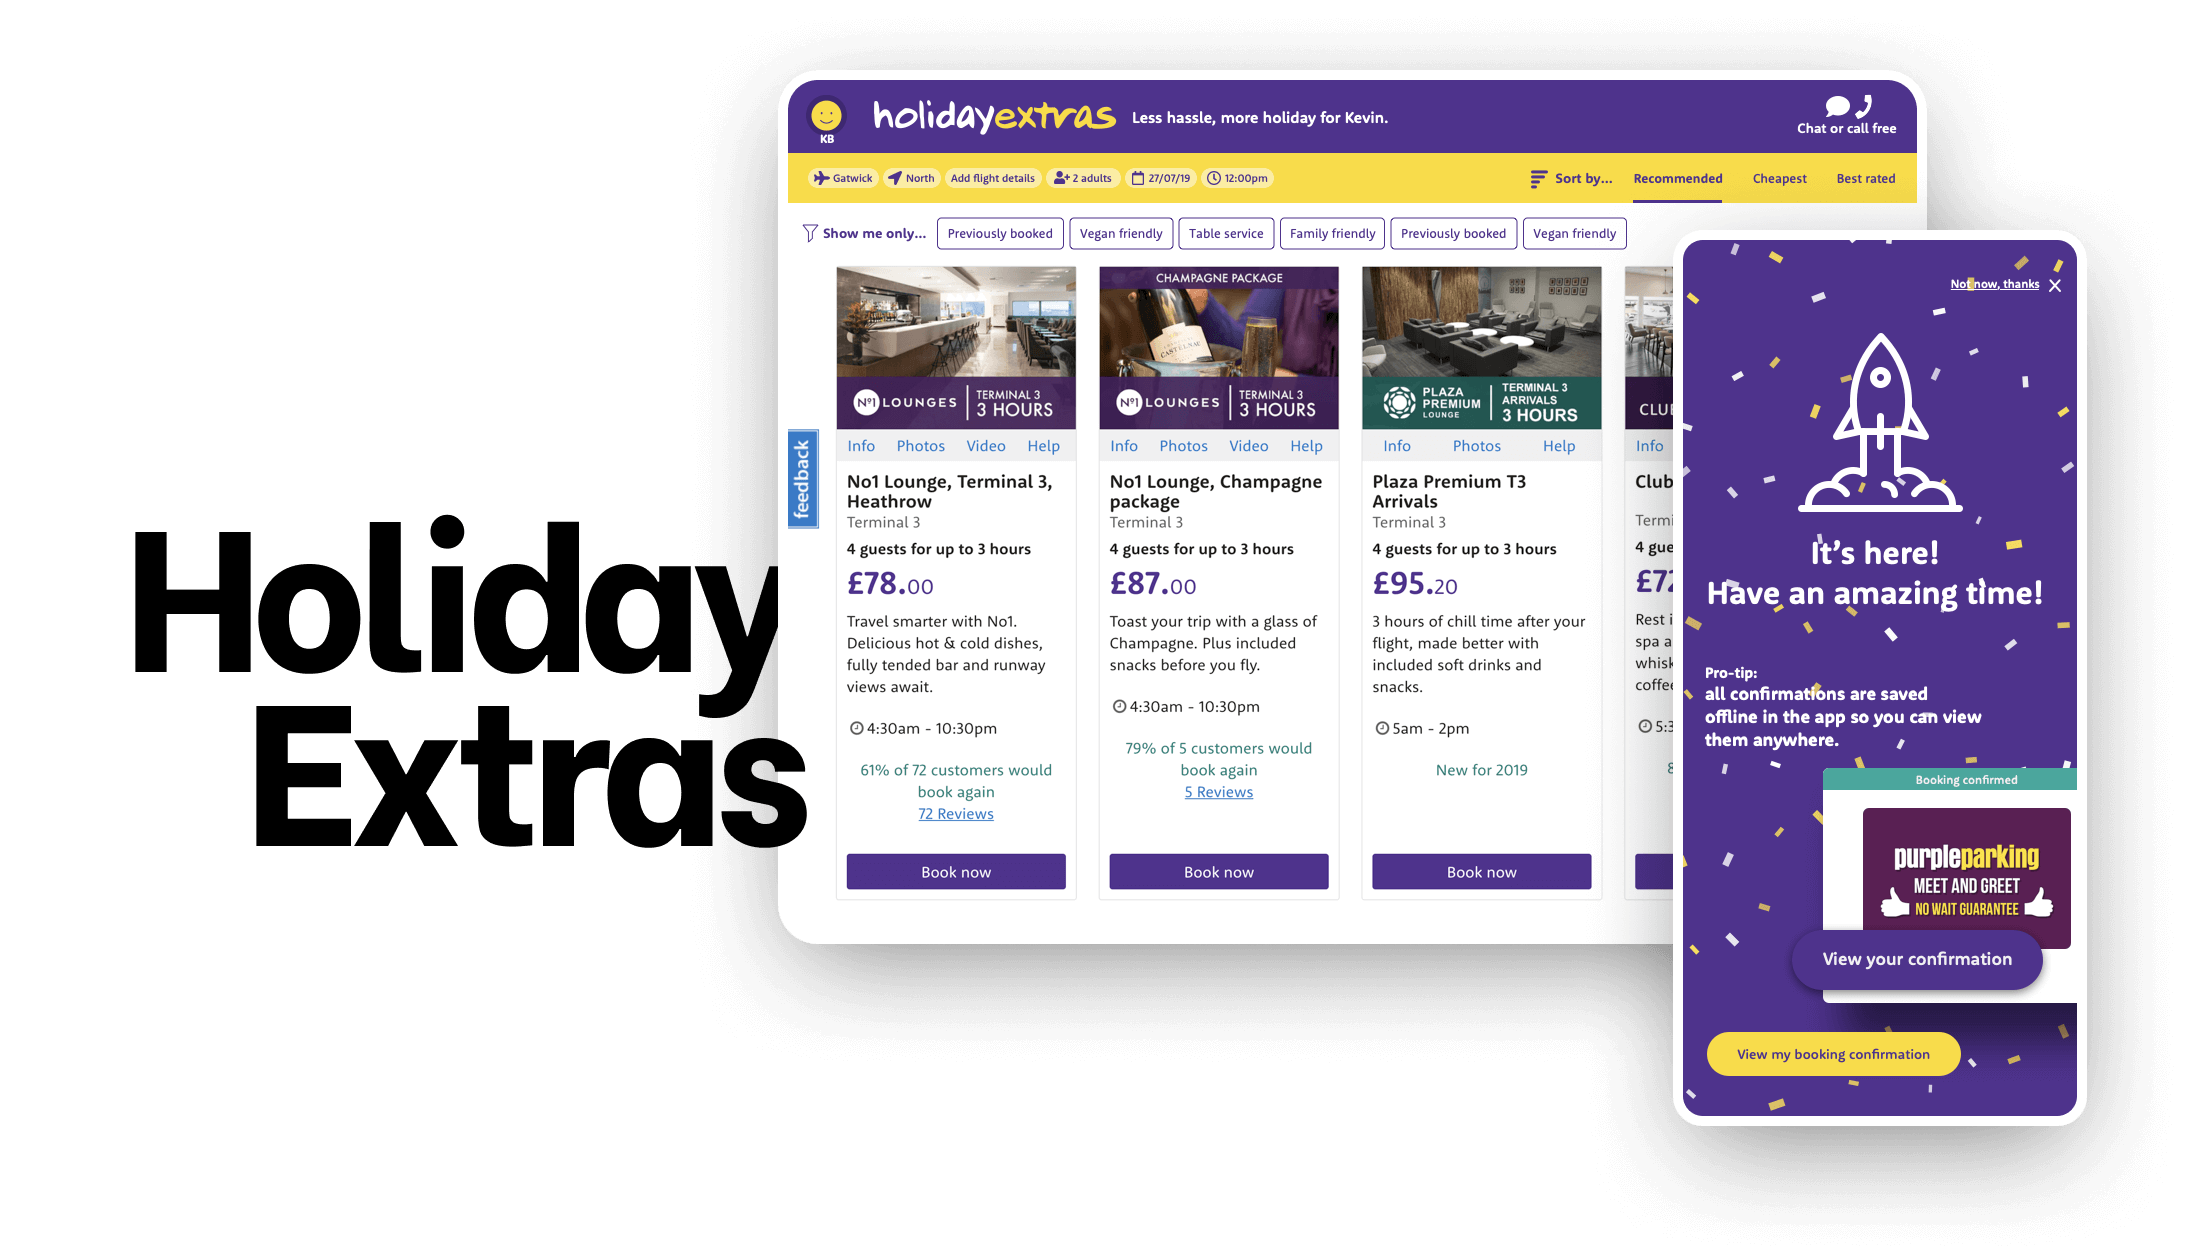 Holiday
Extras
KB
holidayextras
Less hassle, more holiday for Kevin.
Chat or call free
Gatwick
North
Add flight details
2 adults
27/07/19
12:00pm
Sort by...
Recommended
Cheapest
Best rated
Show me only...
Previously booked
Vegan friendly
Table service
Family friendly
Previously booked
Vegan friendly
feedback
Nº1 LOUNGES
TERMINAL 3
3 HOURS
Info Photos Video Help
No1 Lounge, Terminal 3,
Heathrow
Terminal 3
4 guests for up to 3 hours
£78.00
Travel smarter with No1.
Delicious hot & cold dishes,
fully tended bar and runway
views await.
4:30am - 10:30pm
61% of 72 customers would
book again
72 Reviews
Book now
CHAMPAGNE PACKAGE
CASTELNAU
Nº1 LOUNGES
TERMINAL 3
3 HOURS
Info Photos Video Help
No1 Lounge, Champagne
package
Terminal 3
4 guests for up to 3 hours
£87.00
Toast your trip with a glass of
Champagne. Plus included
snacks before you fly.
4:30am - 10:30pm
79% of 5 customers would
book again
5 Reviews
Book now
PLAZA
PREMIUM
LOUNGE
TERMINAL 3
ARRIVALS
3 HOURS
Info Photos Help
Plaza Premium T3
Arrivals
Terminal 3
4 guests for up to 3 hours
£95.20
3 hours of chill time after your
flight, made better with
included soft drinks and
snacks.
5am - 2pm
New for 2019
Book now
CLU
Info
Club
Termi
4 gue
£72
Rest i
spa a
whisk
coffee
5:3
8
Not now, thanks
It's here!
Have an amazing time!
Pro-tip:
all confirmations are saved
offline in the app so you can view
them anywhere.
Booking confirmed
purpleparking
MEET AND GREET
NO WAIT GUARANTEE
View your confirmation
View my booking confirmation